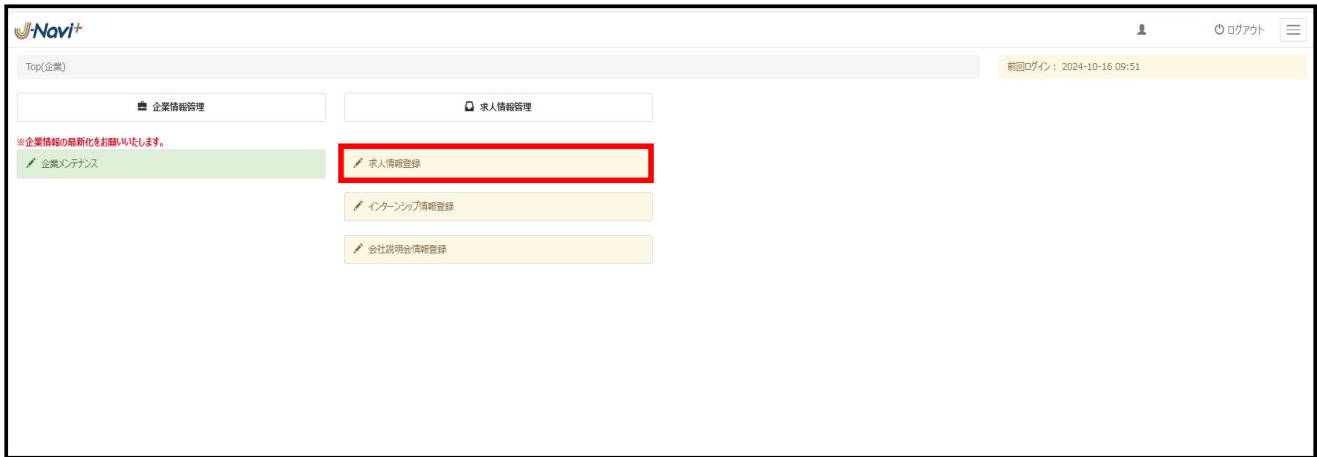 J-Navi+
ログアウト
Top(企業)
前回ログイン： 2024-10-16 09:51
企業情報管理
求人情報管理
※企業情報の最新化をお願いいたします。
企業メンテナンス
求人情報登録
インターンシップ情報登録
会社説明会情報登録